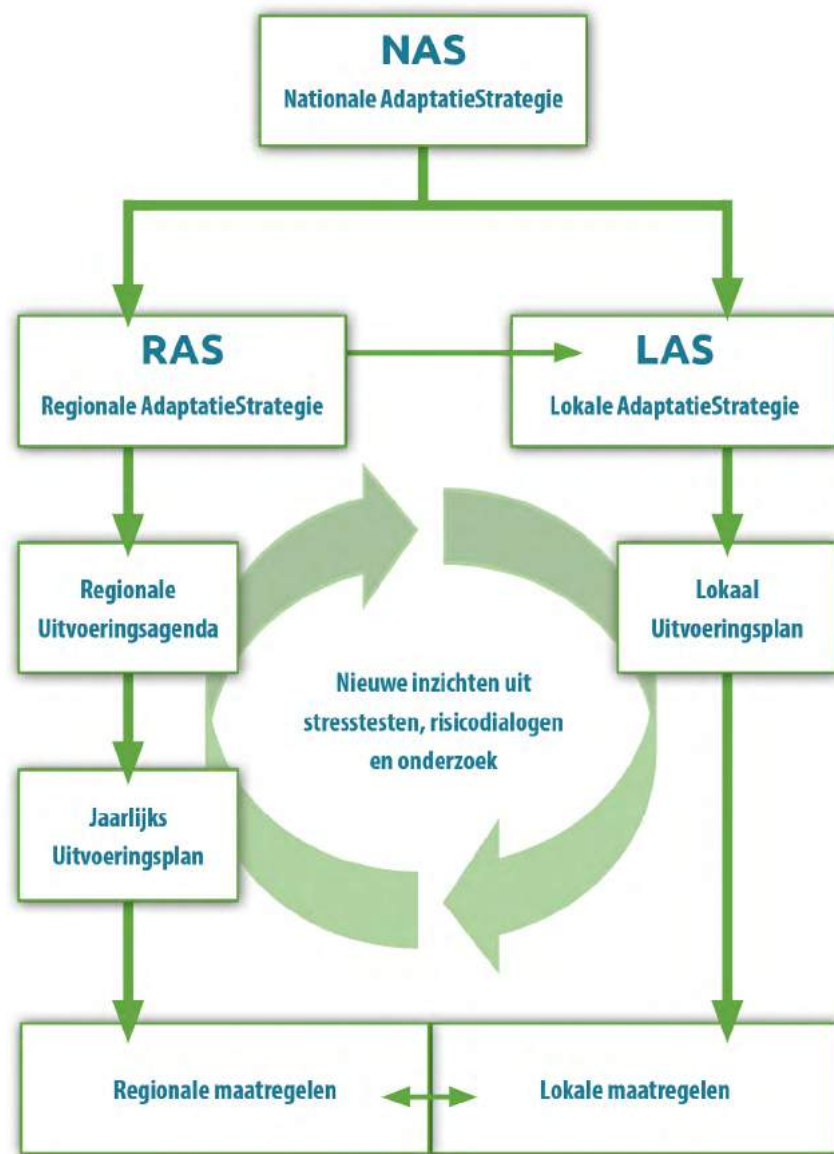 NAS
Nationale AdaptatieStrategie
RAS
Regionale AdaptatieStrategie
LAS
Lokale AdaptatieStrategie
Regionale
Uitvoeringsagenda
Lokaal
Uitvoeringsplan
Nieuwe inzichten uit
stresstesten, risicodialogen
en onderzoek
Jaarlijks
Uitvoeringsplan
Regionale maatregelen
Lokale maatregelen